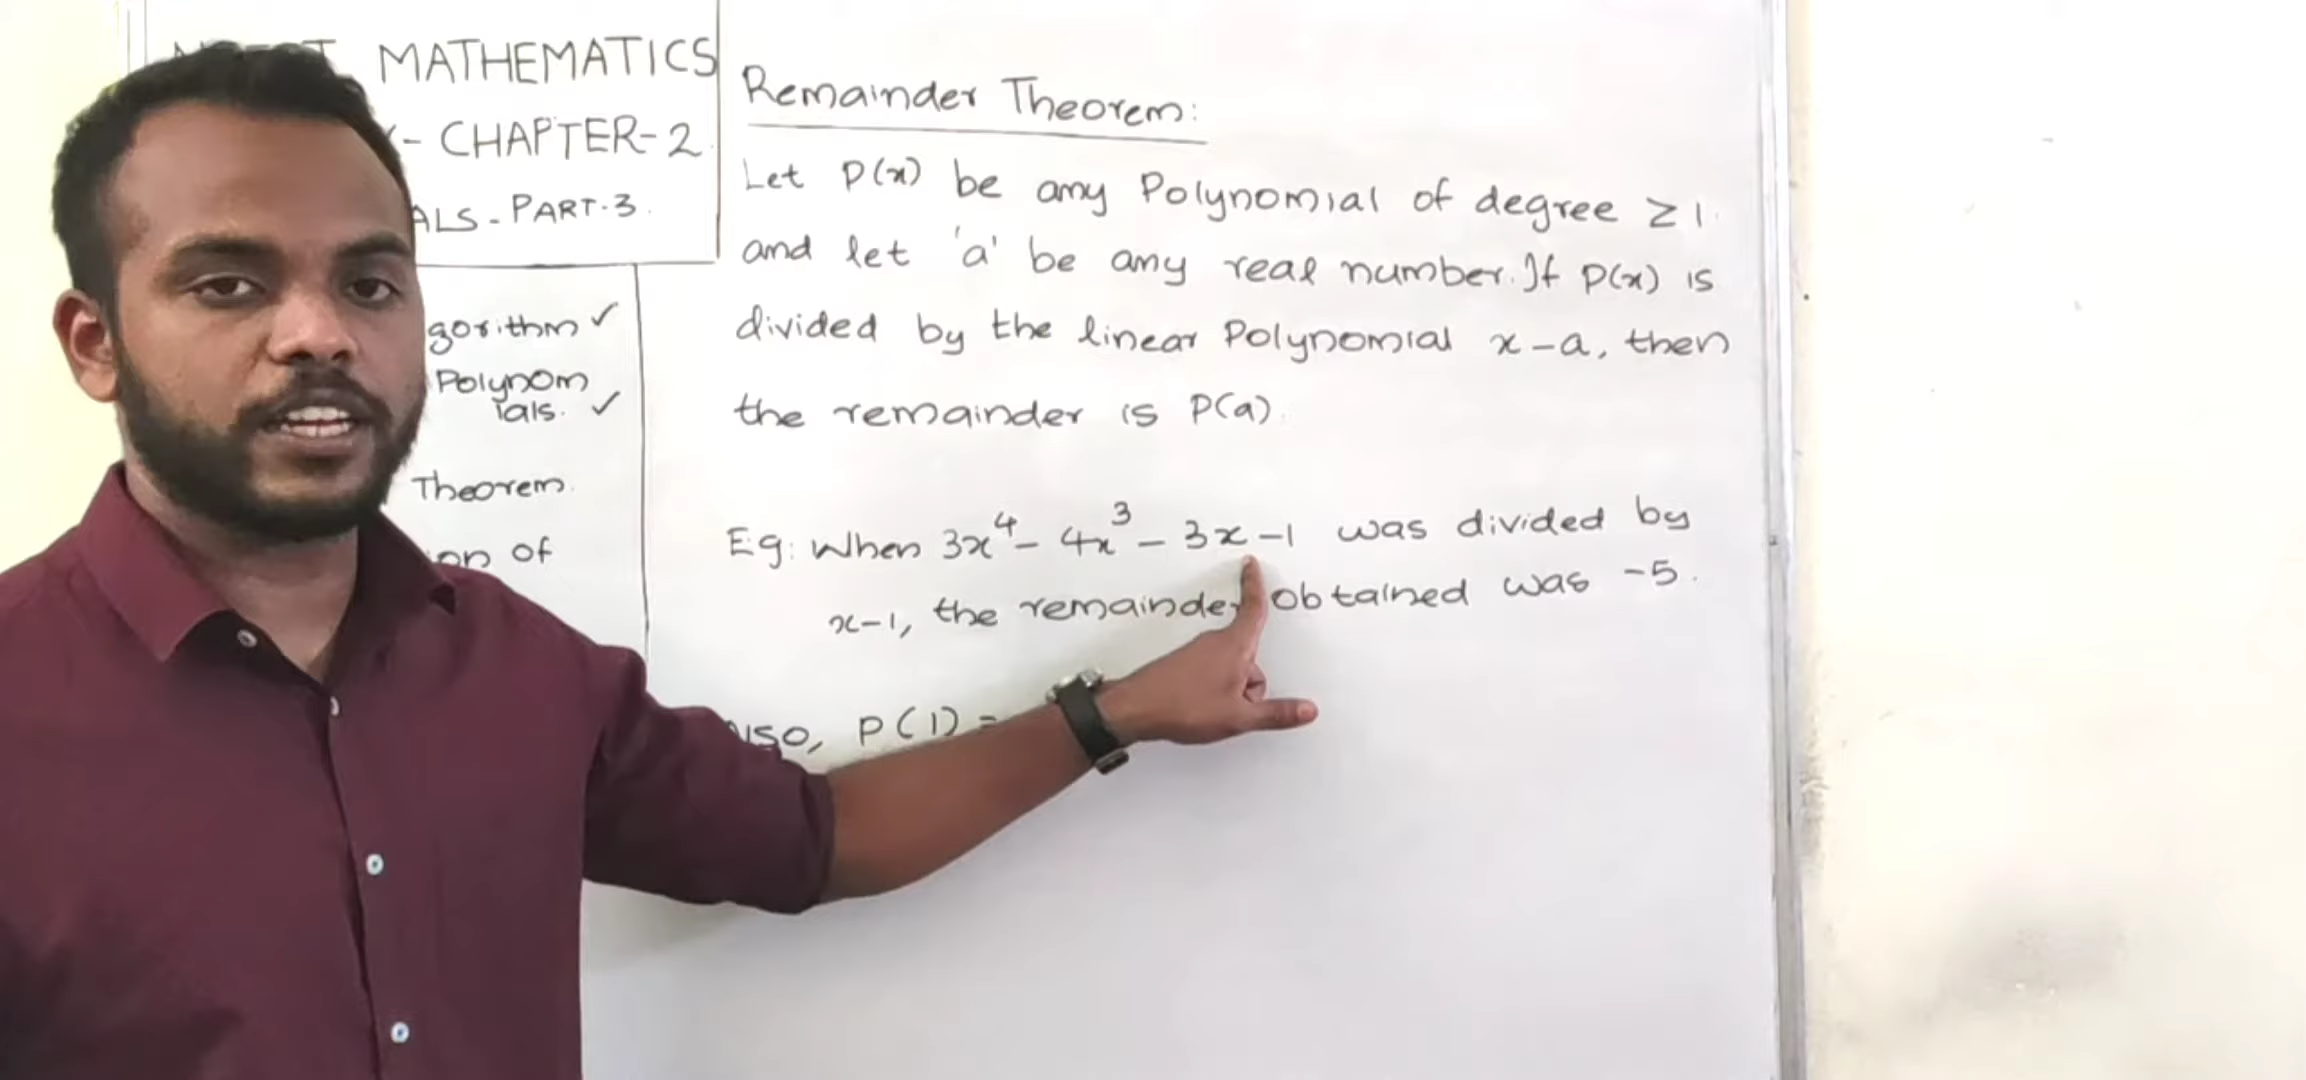 MATHEMATICS
- CHAPTER-2
ALS - PART-3.
gorithm ✓
Polynom
ials. ✓
Theorem.
on of
Remainder Theorem:
Let P(x) be any Polynomial of degree ≥ 1.
and let 'a' be any real number. If P(x) is
divided by the linear Polynomial x-a, then
the remainder is P(a).
Eg: When 3x⁴ - 4x³ - 3x - 1 was divided by
x-1, the remainder obtained was -5.
also, P(1) =